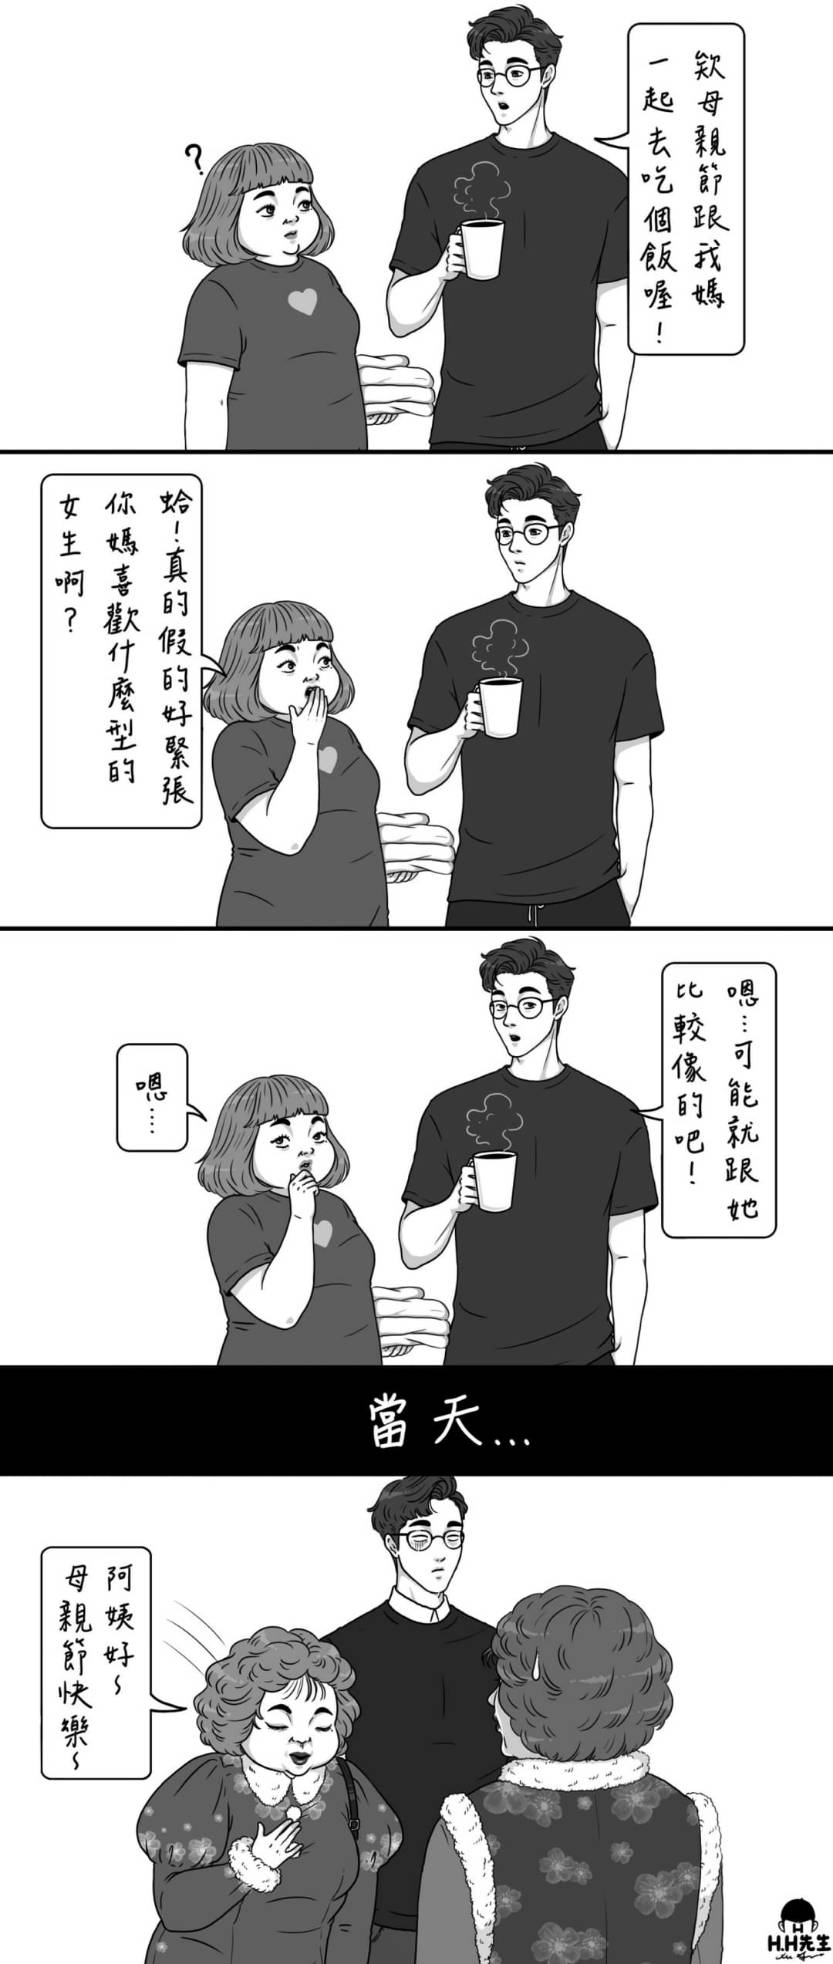 欸母親節跟我媽
一起去吃個飯喔！
?
蛤！真的假的好緊張
你媽喜歡什麼型的
女生啊？
嗯…可能就跟她
比較像的吧！
嗯……
當天...
阿姨好~
母親節快樂~
H.H先生